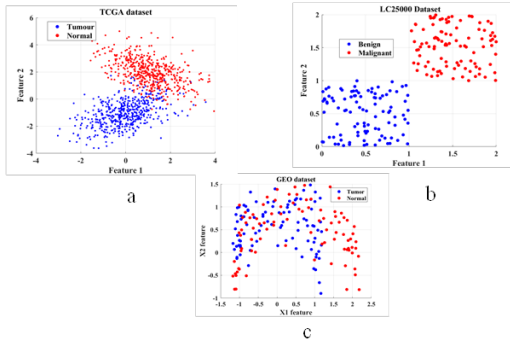 TCGA dataset
Tumour
Normal
Feature 2
6
4
2
0
-2
-4
-4
-2
0
2
4
Feature 1
a
LC25000 Dataset
Benign
Malignant
Feature 2
2
1.5
1
0.5
0
0
0.5
1
1.5
2
Feature 1
b
GEO dataset
Tumor
Normal
X2 feature
1.5
1
0.5
0
-0.5
-1
-1.5
-1
-0.5
0
0.5
1
1.5
2
2.5
X1 feature
c